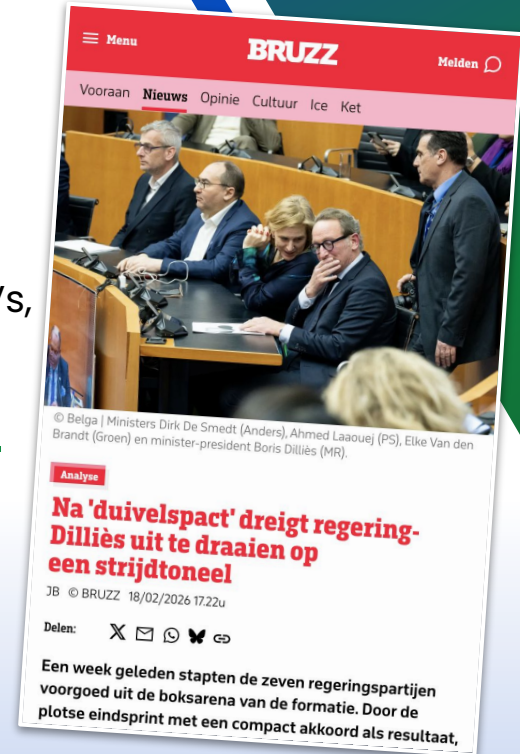 Menu
BRUZZ
Melden
Vooraan Nieuws Opinie Cultuur Ice Ket
© Belga | Ministers Dirk De Smedt (Anders), Ahmed Laaouej (PS), Elke Van den
Brandt (Groen) en minister-president Boris Dilliès (MR).
Analyse
Na 'duivelspact' dreigt regering-
Dilliès uit te draaien op
een strijdtoneel
JB © BRUZZ 18/02/2026 17.22u
Delen:
Een week geleden stapten de zeven regeringspartijen
voorgoed uit de boksarena van de formatie. Door de
plotse eindsprint met een compact akkoord als resultaat,